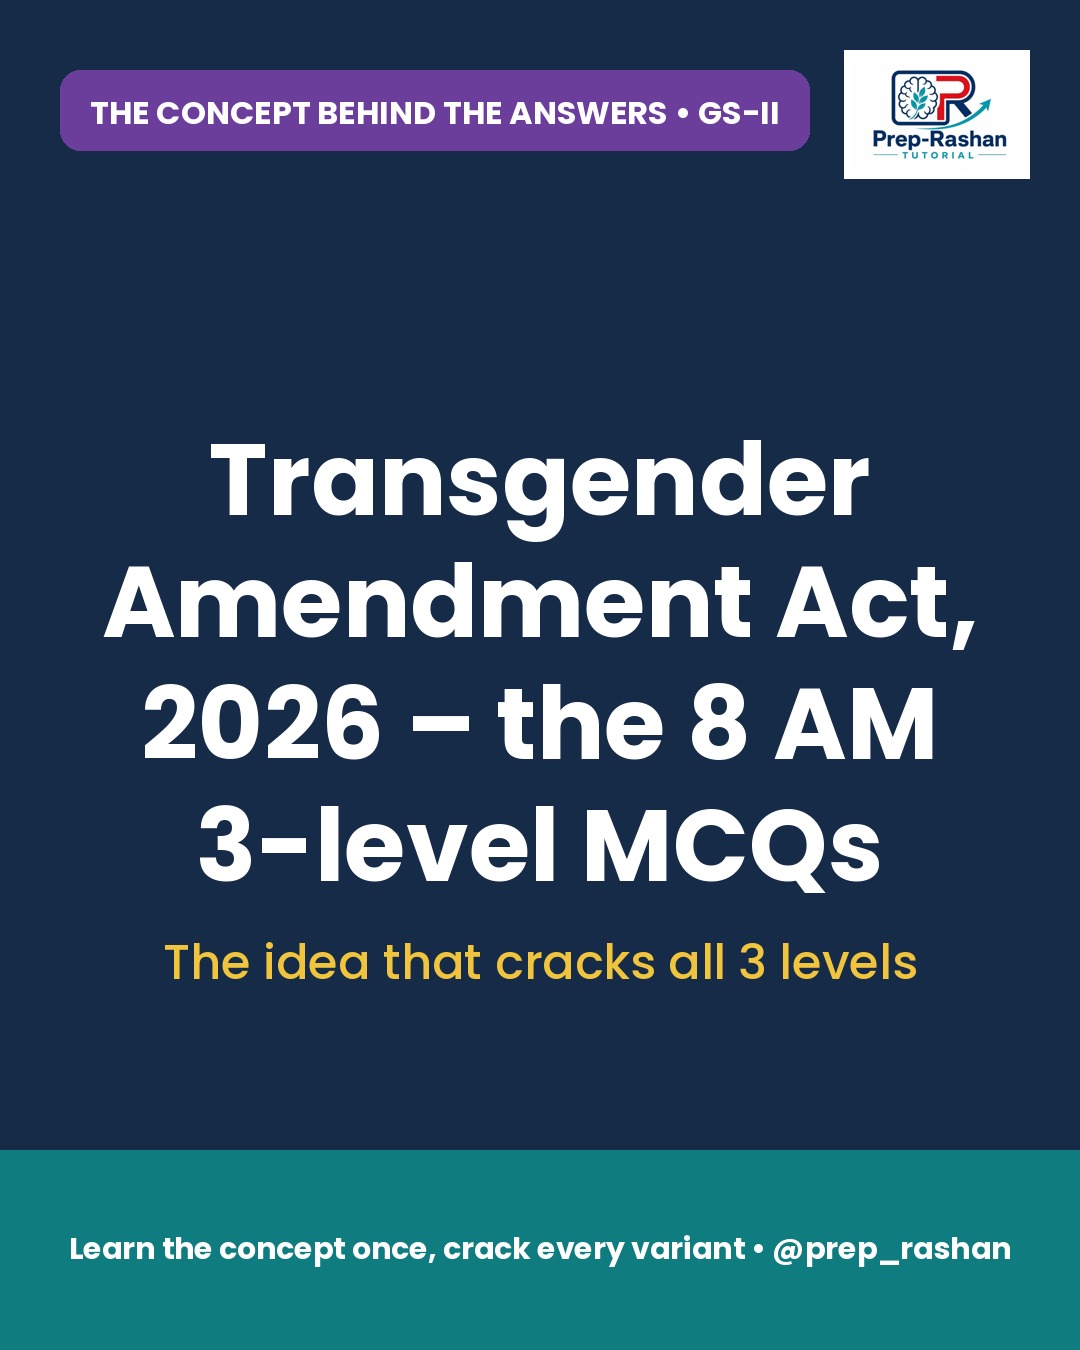 THE CONCEPT BEHIND THE ANSWERS • GS-II
Prep-Rashan
TUTORIAL
Transgender
Amendment Act,
2026 – the 8 AM
3-level MCQs
The idea that cracks all 3 levels
Learn the concept once, crack every variant • @prep_rashan